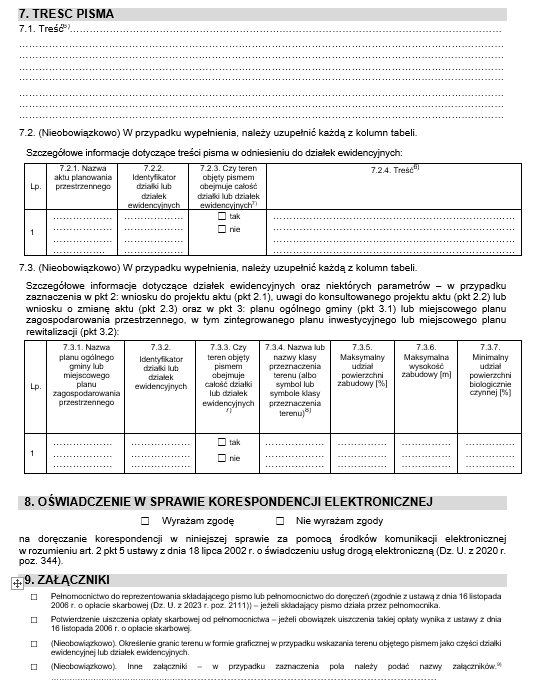 7. TRESC PISMA
7.1. Treść⁶⁾
7.2. (Nieobowiązkowo) W przypadku wypełnienia, należy uzupełnić każdą z kolumn tabeli.
Szczegółowe informacje dotyczące treści pisma w odniesieniu do działek ewidencyjnych:
Lp.
7.2.1. Nazwa
aktu planowania
przestrzennego
7.2.2.
Identyfikator
działki lub
działek
ewidencyjnych
7.2.3. Czy teren
objęty pismem
obejmuje całość
działki lub działek
ewidencyjnych⁷⁾
7.2.4. Treść⁶⁾
1
tak
nie
7.3. (Nieobowiązkowo) W przypadku wypełnienia, należy uzupełnić każdą z kolumn tabeli.
Szczegółowe informacje dotyczące działek ewidencyjnych oraz niektórych parametrów – w przypadku
zaznaczenia w pkt 2: wniosku do projektu aktu (pkt 2.1), uwagi do konsultowanego projektu aktu (pkt 2.2) lub
wniosku o zmianę aktu (pkt 2.3) oraz w pkt 3: planu ogólnego gminy (pkt 3.1) lub miejscowego planu
zagospodarowania przestrzennego, w tym zintegrowanego planu inwestycyjnego lub miejscowego planu
rewitalizacji (pkt 3.2):
Lp.
7.3.1. Nazwa
planu ogólnego
gminy lub
miejscowego
planu
zagospodarowania
przestrzennego
7.3.2.
Identyfikator
działki lub
działek
ewidencyjnych
7.3.3. Czy
teren objęty
pismem
obejmuje
całość działki
lub działek
ewidencyjnych
⁷⁾
7.3.4. Nazwa lub
nazwy klasy
przeznaczenia
terenu (albo
symbol lub
symbole klasy
przeznaczenia
terenu)⁸⁾
7.3.5.
Maksymalny
udział
powierzchni
zabudowy [%]
7.3.6.
Maksymalna
wysokość
zabudowy [m]
7.3.7.
Minimalny
udział
powierzchni
biologicznie
czynnej [%]
1
tak
nie
8. OŚWIADCZENIE W SPRAWIE KORESPONDENCJI ELEKTRONICZNEJ
Wyrażam zgodę Nie wyrażam zgody
na doręczanie korespondencji w niniejszej sprawie za pomocą środków komunikacji elektronicznej
w rozumieniu art. 2 pkt 5 ustawy z dnia 18 lipca 2002 r. o świadczeniu usług drogą elektroniczną (Dz. U. z 2020 r.
poz. 344).
9. ZAŁĄCZNIKI
Pełnomocnictwo do reprezentowania składającego pismo lub pełnomocnictwo do doręczeń (zgodnie z ustawą z dnia 16 listopada
2006 r. o opłacie skarbowej (Dz. U. z 2023 r. poz. 2111)) – jeżeli składający pismo działa przez pełnomocnika.
Potwierdzenie uiszczenia opłaty skarbowej od pełnomocnictwa – jeżeli obowiązek uiszczenia takiej opłaty wynika z ustawy z dnia
16 listopada 2006 r. o opłacie skarbowej.
(Nieobowiązkowo). Określenie granic terenu w formie graficznej w przypadku wskazania terenu objętego pismem jako części działki
ewidencyjnej lub działek ewidencyjnych.
(Nieobowiązkowo). Inne załączniki – w przypadku zaznaczenia pola należy podać nazwy załączników.⁹⁾